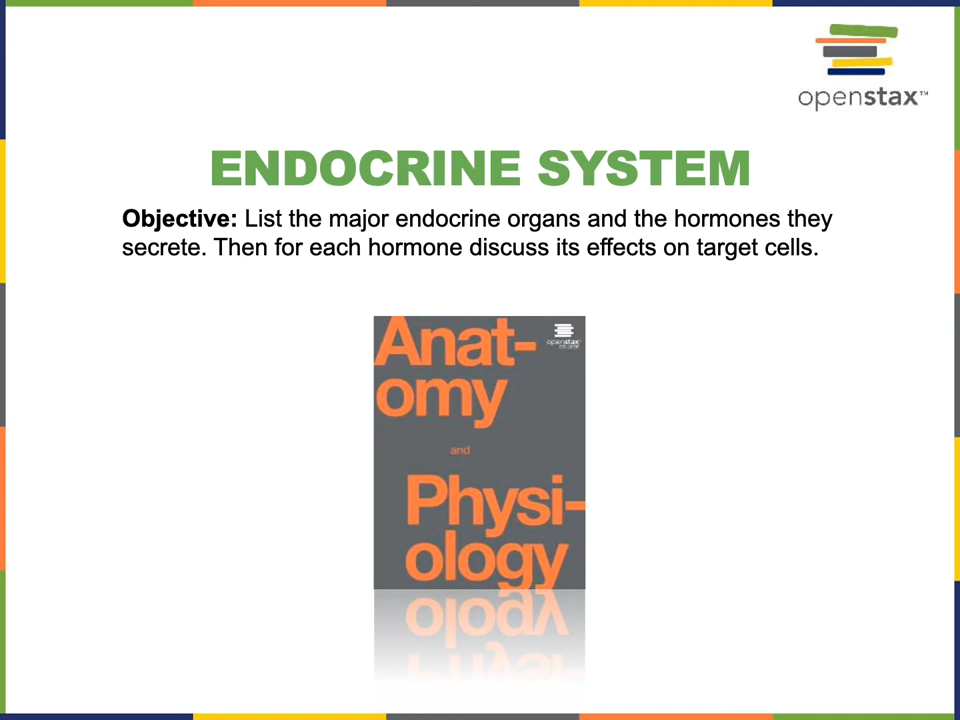 openstax™
ENDOCRINE SYSTEM
Objective: List the major endocrine organs and the hormones they
secrete. Then for each hormone discuss its effects on target cells.
Anat-
omy
openstax
and
Physi-
ology